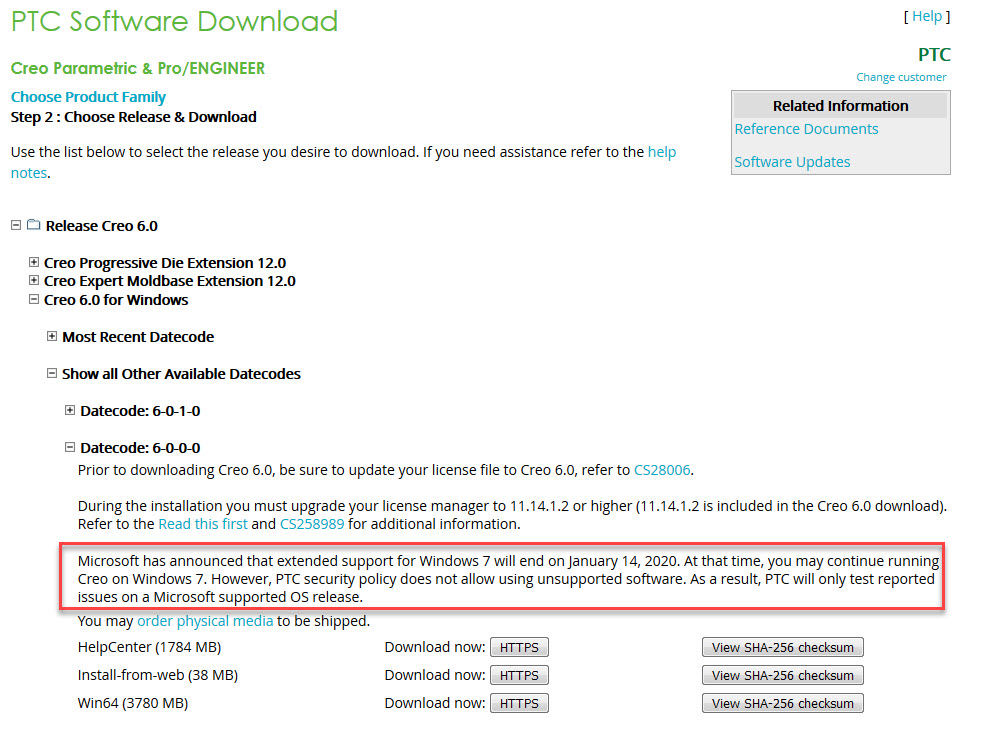 PTC Software Download
[ Help ]
PTC
Change customer
Creo Parametric & Pro/ENGINEER
Choose Product Family
Step 2 : Choose Release & Download
Related Information
Reference Documents
Software Updates
Use the list below to select the release you desire to download. If you need assistance refer to the help
notes.
Release Creo 6.0
Creo Progressive Die Extension 12.0
Creo Expert Moldbase Extension 12.0
Creo 6.0 for Windows
Most Recent Datecode
Show all Other Available Datecodes
Datecode: 6-0-1-0
Datecode: 6-0-0-0
Prior to downloading Creo 6.0, be sure to update your license file to Creo 6.0, refer to CS28006.
During the installation you must upgrade your license manager to 11.14.1.2 or higher (11.14.1.2 is included in the Creo 6.0 download).
Refer to the Read this first and CS258989 for additional information.
Microsoft has announced that extended support for Windows 7 will end on January 14, 2020. At that time, you may continue running
Creo on Windows 7. However, PTC security policy does not allow using unsupported software. As a result, PTC will only test reported
issues on a Microsoft supported OS release.
You may order physical media to be shipped.
HelpCenter (1784 MB) Download now: HTTPS View SHA-256 checksum
Install-from-web (38 MB) Download now: HTTPS View SHA-256 checksum
Win64 (3780 MB) Download now: HTTPS View SHA-256 checksum